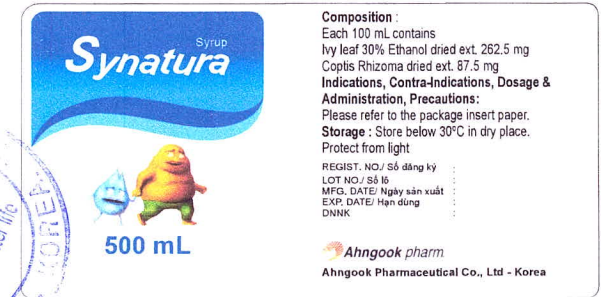 Syrup
Synatura
500 mL
KOREA
Composition :
Each 100 mL contains
Ivy leaf 30% Ethanol dried ext. 262.5 mg
Coptis Rhizoma dried ext. 87.5 mg
Indications, Contra-Indications, Dosage &
Administration, Precautions:
Please refer to the package insert paper.
Storage : Store below 30ºC in dry place.
Protect from light
REGIST. NO./ Số đăng ký :
LOT NO./ Số lô :
MFG. DATE/ Ngày sản xuất :
EXP. DATE/ Hạn dùng :
DNNK :
Ahngook pharm
Ahngook Pharmaceutical Co., Ltd - Korea